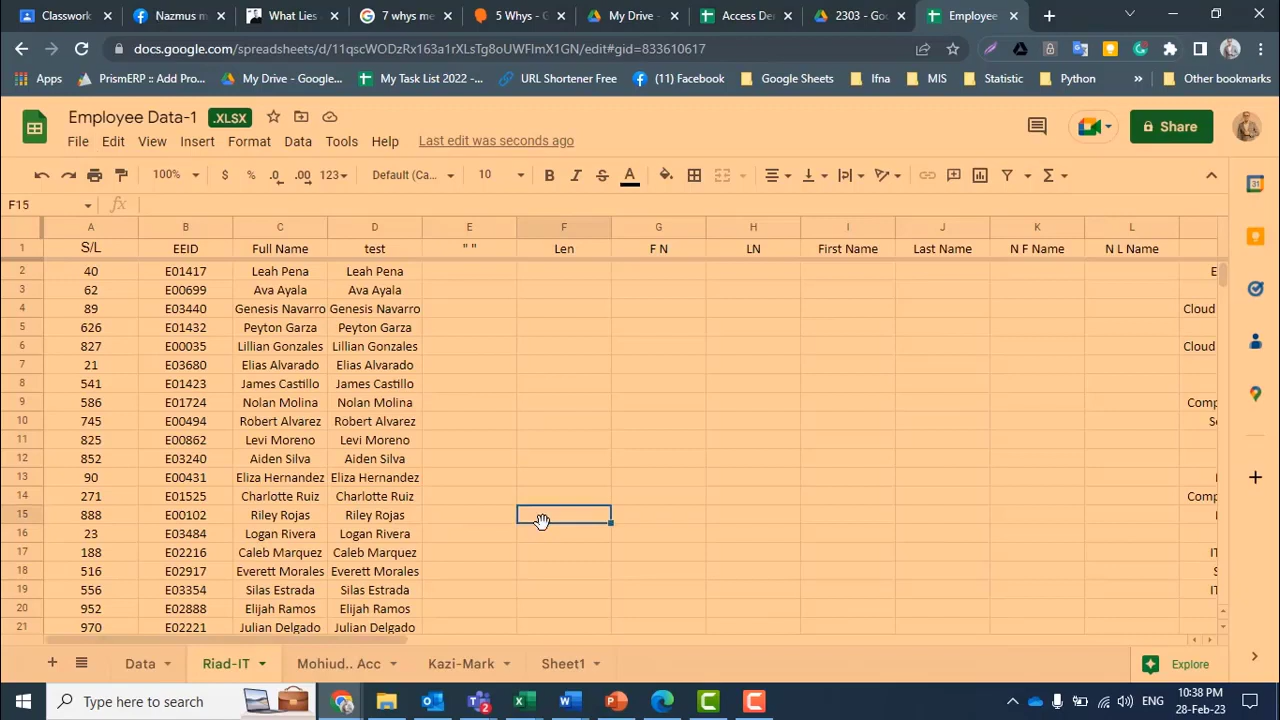 Classwork
Nazmus m
What Lies
7 whys me
5 Whys - G
My Drive -
Access Der
2303 - Goo
Employee
docs.google.com/spreadsheets/d/11qscWODzRx163a1rXLsTg8oUWFlmX1GN/edit#gid=833610617
Apps
PrismERP :: Add Pro...
My Drive - Google...
My Task List 2022 -...
URL Shortener Free
(11) Facebook
Google Sheets
Ifna
MIS
Statistic
Python
»
Other bookmarks
Employee Data-1 .XLSX
File Edit View Insert Format Data Tools Help Last edit was seconds ago
Share
100% $ % .0 .00 123 Default (Ca... 10 B I S A
F15 fx
A B C D E F G H I J K L
1 S/L EEID Full Name test " " Len F N LN First Name Last Name N F Name N L Name
2 40 E01417 Leah Pena Leah Pena E
3 62 E00699 Ava Ayala Ava Ayala
4 89 E03440 Genesis Navarro Genesis Navarro Cloud
5 626 E01432 Peyton Garza Peyton Garza
6 827 E00035 Lillian Gonzales Lillian Gonzales Cloud
7 21 E03680 Elias Alvarado Elias Alvarado
8 541 E01423 James Castillo James Castillo
9 586 E01724 Nolan Molina Nolan Molina Comp
10 745 E00494 Robert Alvarez Robert Alvarez
11 825 E00862 Levi Moreno Levi Moreno
12 852 E03240 Aiden Silva Aiden Silva
13 90 E00431 Eliza Hernandez Eliza Hernandez
14 271 E01525 Charlotte Ruiz Charlotte Ruiz Comp
15 888 E00102 Riley Rojas Riley Rojas
16 23 E03484 Logan Rivera Logan Rivera
17 188 E02216 Caleb Marquez Caleb Marquez IT
18 516 E02917 Everett Morales Everett Morales S
19 556 E03354 Silas Estrada Silas Estrada IT
20 952 E02888 Elijah Ramos Elijah Ramos
21 970 E02221 Julian Delgado Julian Delgado
Data Riad-IT Mohiud.. Acc Kazi-Mark Sheet1 Explore
Type here to search
ENG
10:38 PM
28-Feb-23